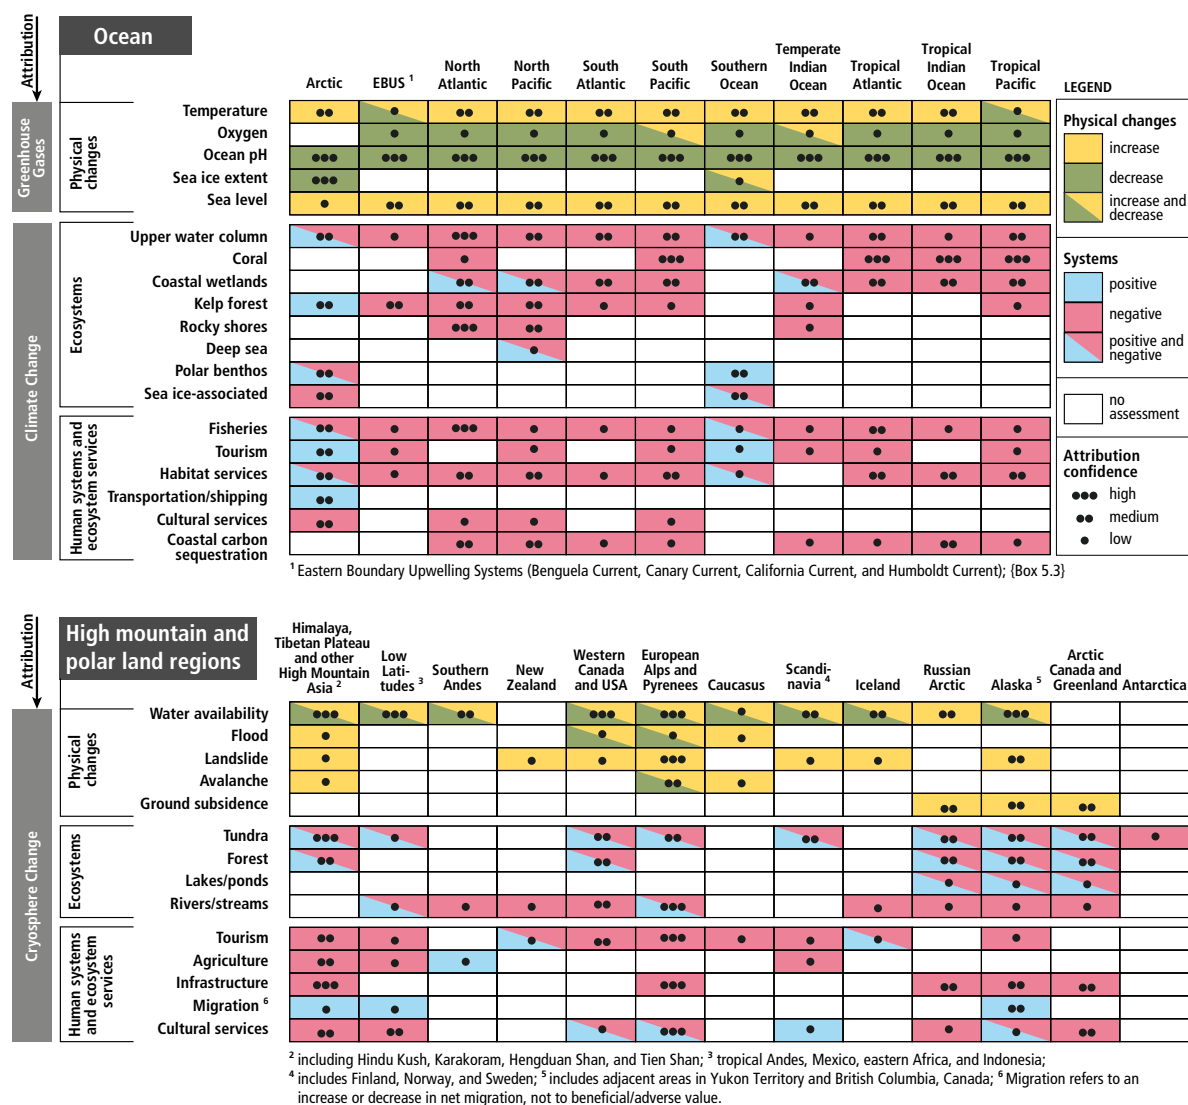 Attribution
Ocean
Arctic
EBUS ¹
North
Atlantic
North
Pacific
South
Atlantic
South
Pacific
Southern
Ocean
Temperate
Indian
Ocean
Tropical
Atlantic
Tropical
Indian
Ocean
Tropical
Pacific
LEGEND
Greenhouse
Gases
Physical
changes
Temperature
Oxygen
Ocean pH
Sea ice extent
Sea level
Physical changes
increase
decrease
increase and
decrease
Climate Change
Ecosystems
Upper water column
Coral
Coastal wetlands
Kelp forest
Rocky shores
Deep sea
Polar benthos
Sea ice-associated
Systems
positive
negative
positive and
negative
no
assessment
Human systems and
ecosystem services
Fisheries
Tourism
Habitat services
Transportation/shipping
Cultural services
Coastal carbon
sequestration
Attribution
confidence
high
medium
low
¹ Eastern Boundary Upwelling Systems (Benguela Current, Canary Current, California Current, and Humboldt Current); {Box 5.3}
Attribution
High mountain and
polar land regions
Himalaya,
Tibetan Plateau
and other
High Mountain
Asia ²
Low
Lati-
tudes ³
Southern
Andes
New
Zealand
Western
Canada
and USA
European
Alps and
Pyrenees
Caucasus
Scandi-
navia ⁴
Iceland
Russian
Arctic
Alaska ⁵
Arctic
Canada and
Greenland
Antarctica
Cryosphere Change
Physical
changes
Water availability
Flood
Landslide
Avalanche
Ground subsidence
Ecosystems
Tundra
Forest
Lakes/ponds
Rivers/streams
Human systems
and ecosystem
services
Tourism
Agriculture
Infrastructure
Migration ⁶
Cultural services
² including Hindu Kush, Karakoram, Hengduan Shan, and Tien Shan; ³ tropical Andes, Mexico, eastern Africa, and Indonesia;
⁴ includes Finland, Norway, and Sweden; ⁵ includes adjacent areas in Yukon Territory and British Columbia, Canada; ⁶ Migration refers to an
increase or decrease in net migration, not to beneficial/adverse value.